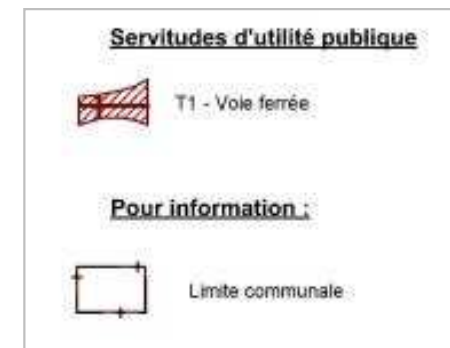 Servitudes d'utilité publique
T1 - Voie ferrée
Pour information :
Limite communale